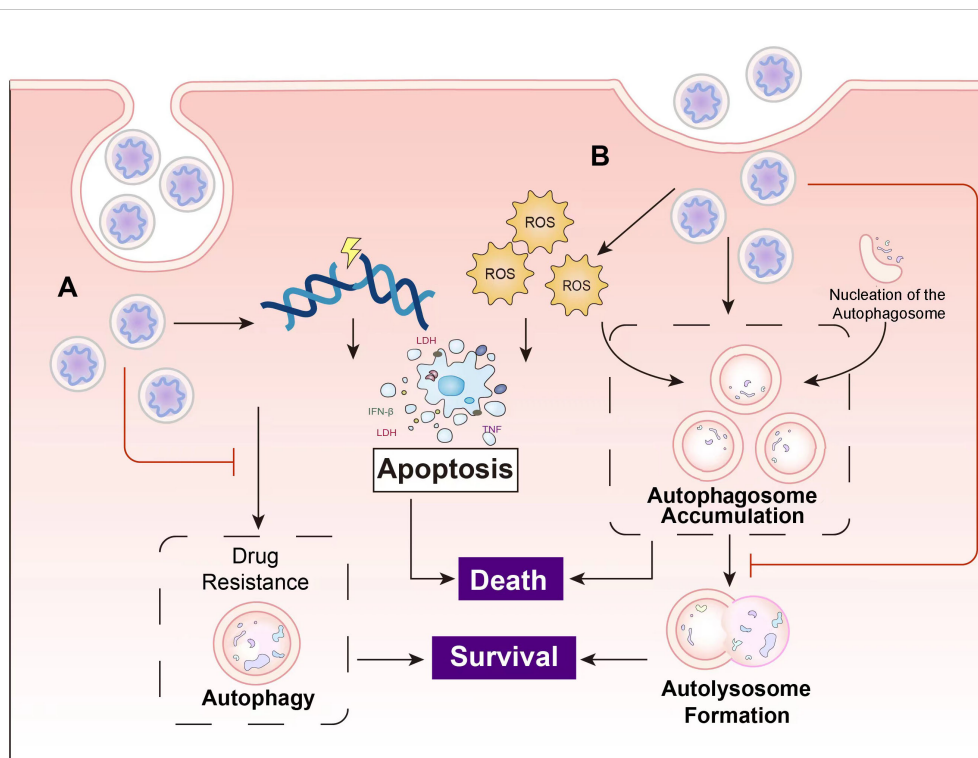 B
ROS
ROS
ROS
A
Nucleation of the
Autophagosome
LDH
IFN-β
LDH
TNF
Apoptosis
Autophagosome
Accumulation
Drug
Resistance
Autophagy
Death
Survival
Autolysosome
Formation